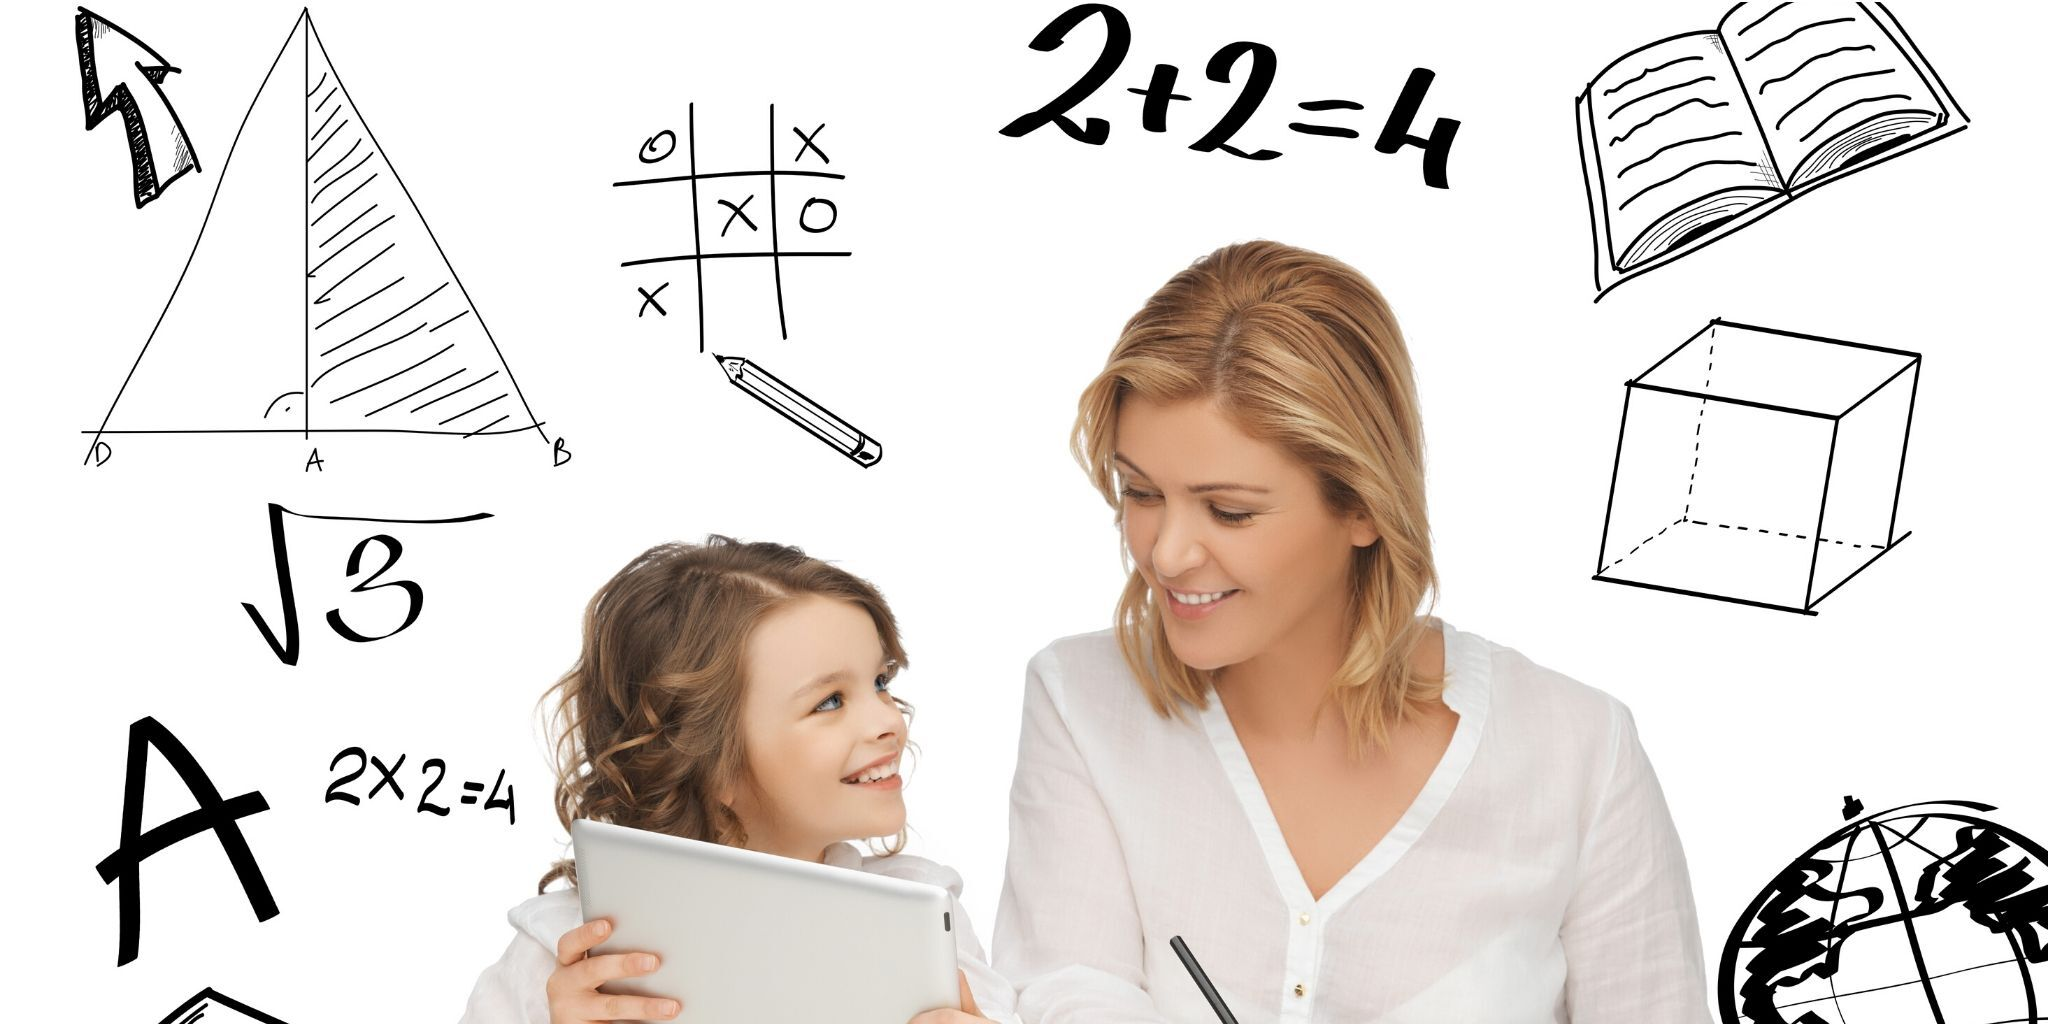 2+2=4
O X
X O
X
D A B
√3
A
2x2=4